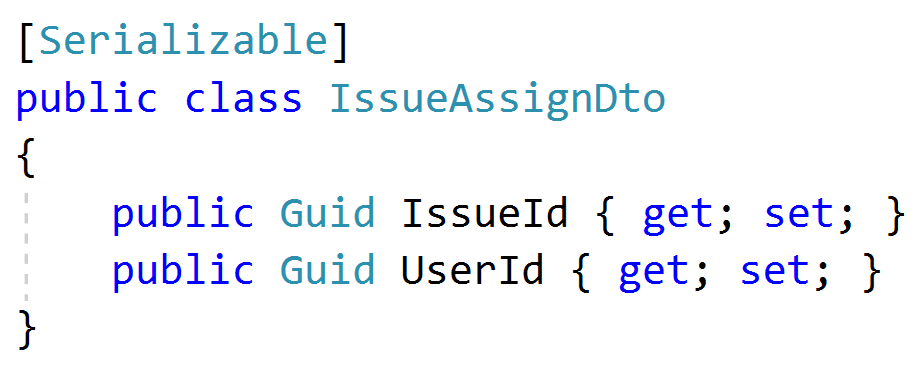 [Serializable]
public class IssueAssignDto
{
    public Guid IssueId { get; set; }
    public Guid UserId { get; set; }
}